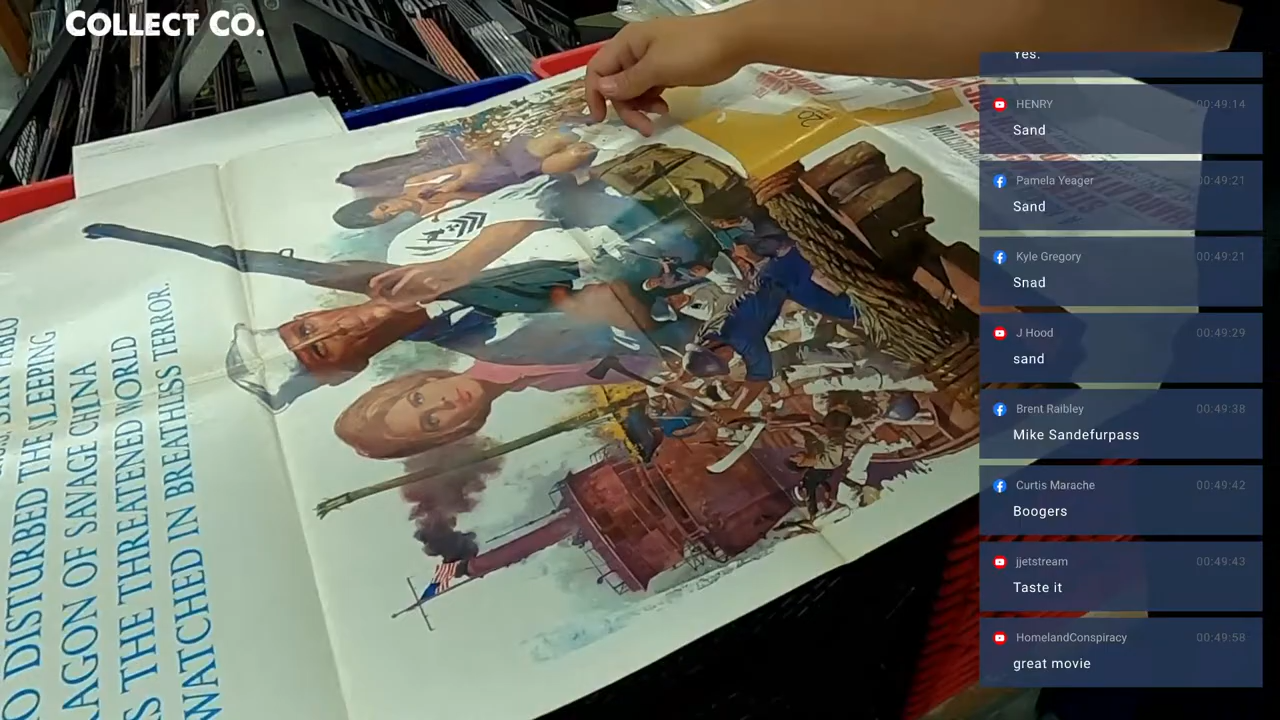 COLLECT CO.
SAN PABLO
O DISTURBED THE SLEEPING
AGON OF SAVAGE CHINA
S THE THREATENED WORLD
WATCHED IN BREATHLESS TERROR.
20
Yes.
HENRY 00:49:14
Sand
Pamela Yeager 00:49:21
Sand
Kyle Gregory 00:49:21
Snad
J Hood 00:49:29
sand
Brent Raibley 00:49:38
Mike Sandefurpass
Curtis Marache 00:49:42
Boogers
jjetstream 00:49:43
Taste it
HomelandConspiracy 00:49:58
great movie